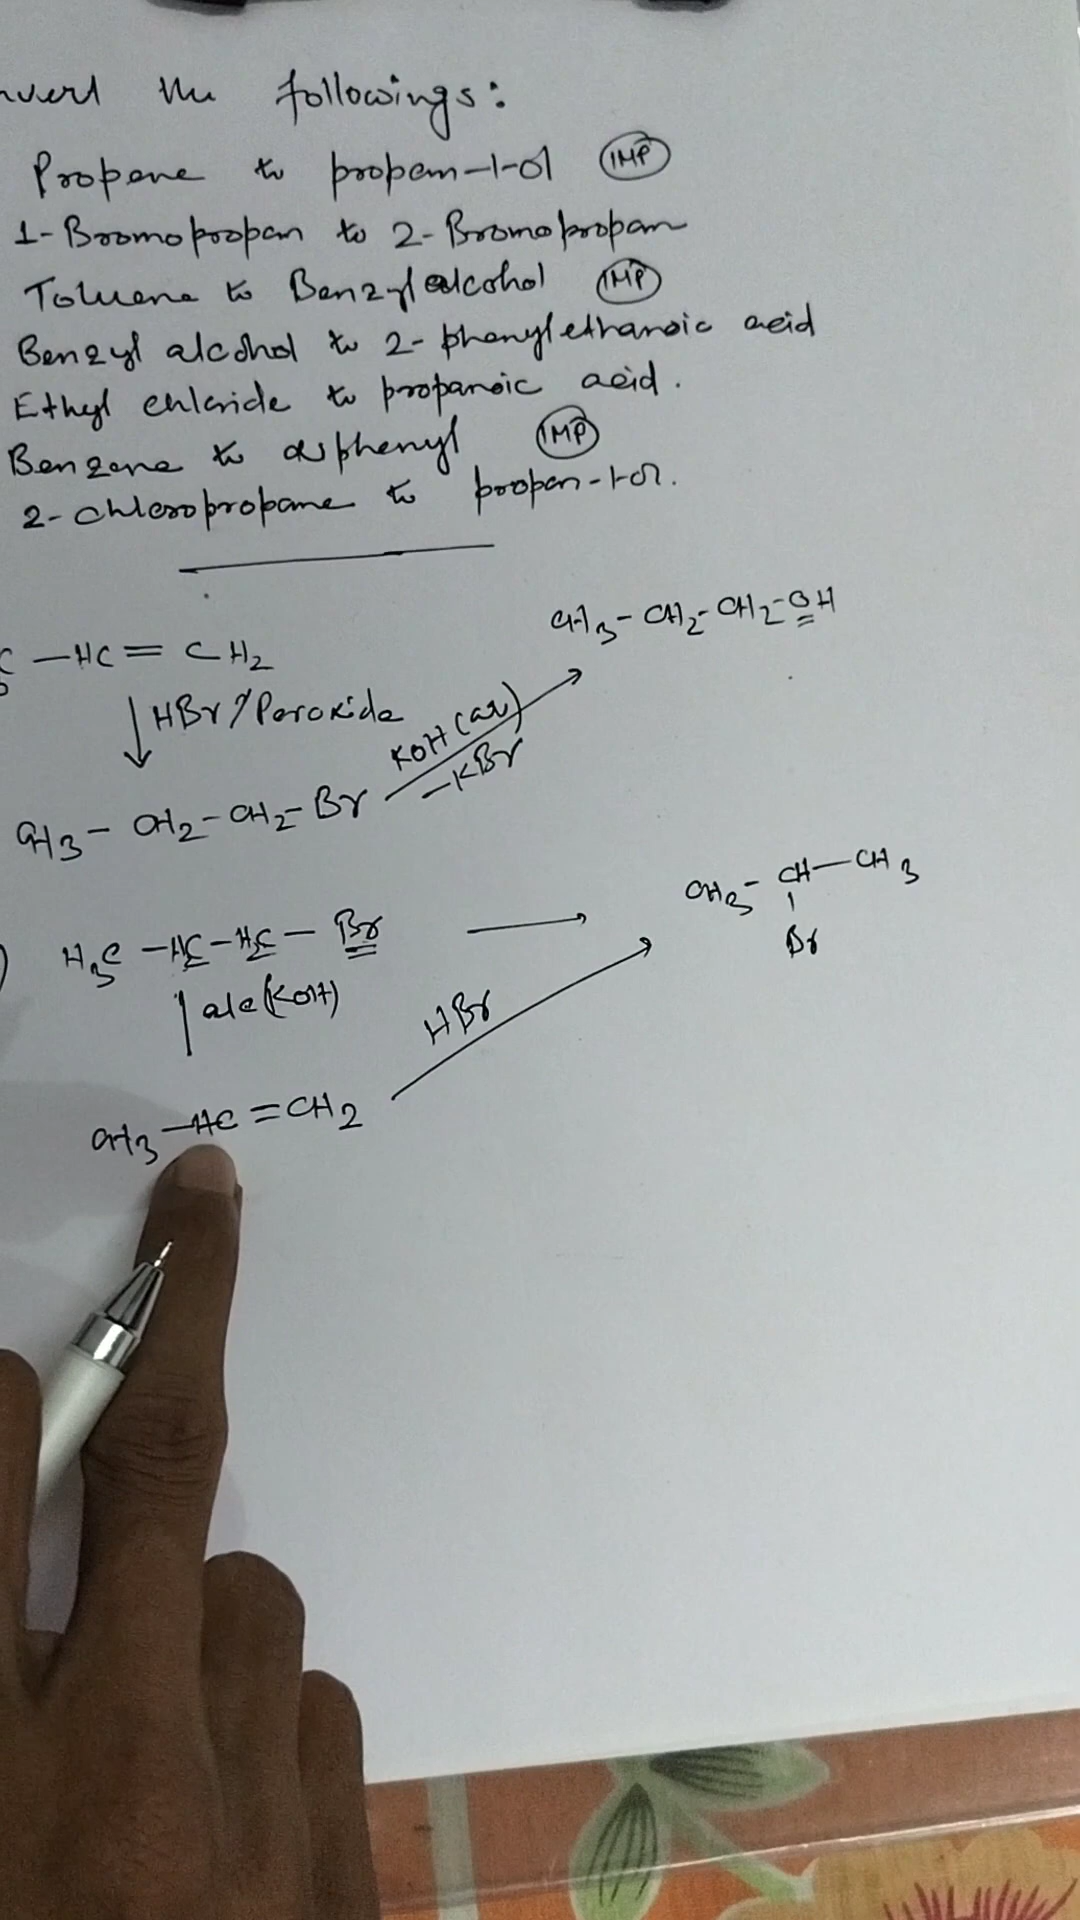 the followings:
Propene to propan-1-ol IMP
1-Bromopropan to 2-Bromopropan
Toluene to Benzyl alcohol IMP
Benzyl alcohol to 2-phenylethanoic acid
Ethyl chloride to propanoic acid.
Benzene to diphenyl IMP
2-chloropropane to propan-1-ol.
CH3-CH2-CH2-OH
-HC=CH2
HBr/Peroxide
KOH(aq)
-KBr
CH3-CH2-CH2-Br
CH3-CH-CH3
Br
H3C-H2C-H2C-Br
alc(KOH)
HBr
CH3-HC=CH2